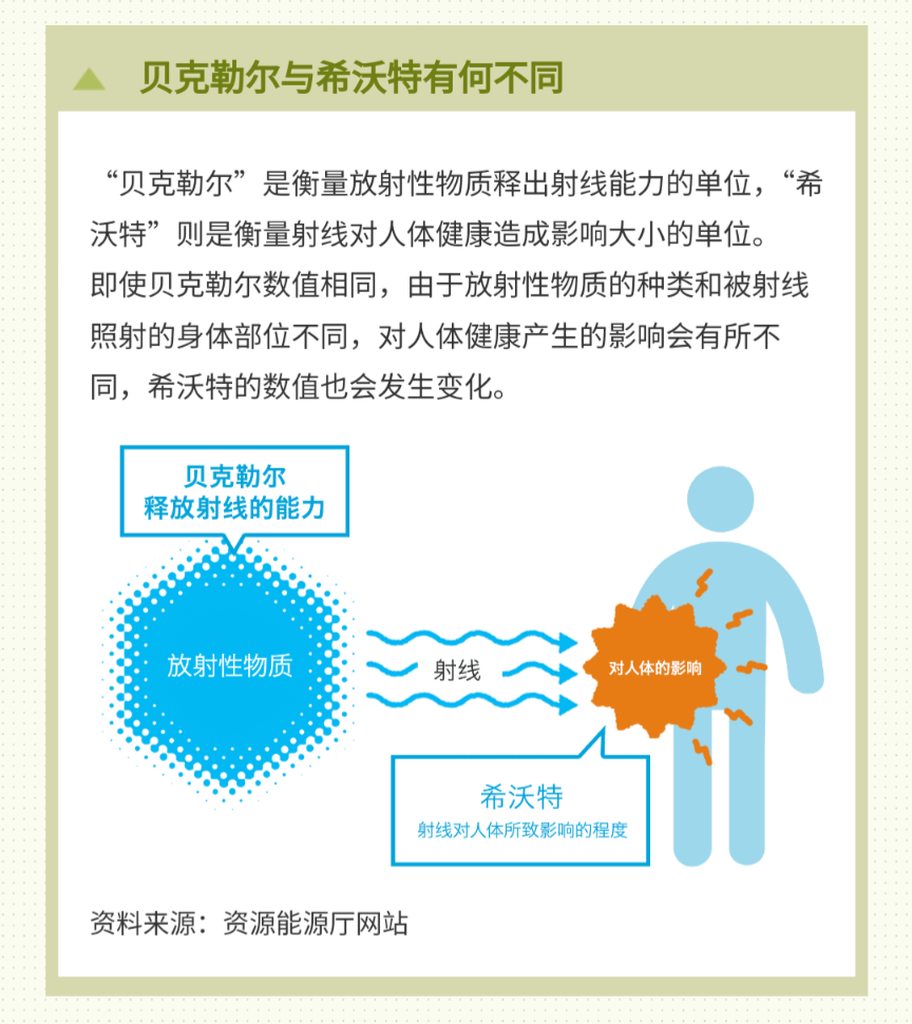 贝克勒尔与希沃特有何不同
“贝克勒尔”是衡量放射性物质释出射线能力的单位，“希
沃特”则是衡量射线对人体健康造成影响大小的单位。
即使贝克勒尔数值相同，由于放射性物质的种类和被射线
照射的身体部位不同，对人体健康产生的影响会有所不
同，希沃特的数值也会发生变化。
贝克勒尔
释放射线的能力
放射性物质
射线
对人体的影响
希沃特
射线对人体所致影响的程度
资料来源：资源能源厅网站